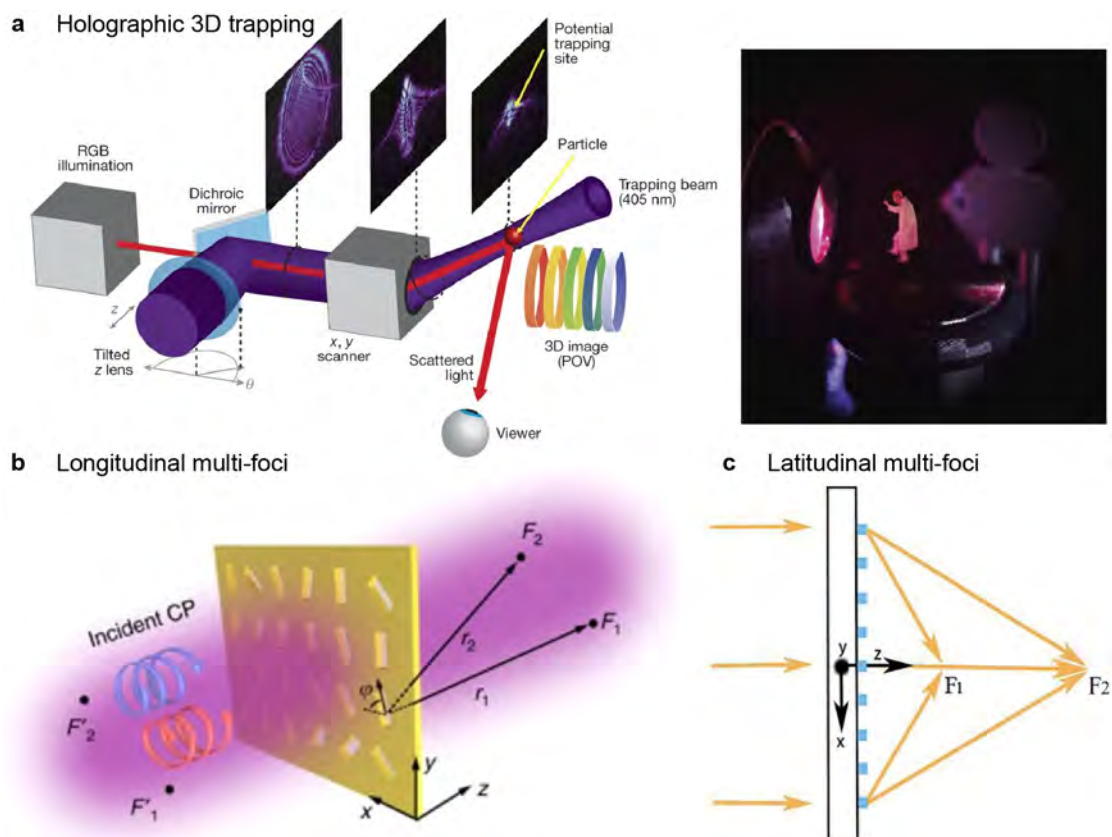 a Holographic 3D trapping
Potential
trapping
site
RGB
illumination
Dichroic
mirror
Particle
Trapping beam
(405 nm)
z
Tilted
z lens
θ
x, y
scanner
Scattered
light
3D image
(POV)
Viewer
b Longitudinal multi-foci
Incident CP
F2
F1
r2
r1
φ
F′2
F′1
y
x
z
c Latitudinal multi-foci
y
z
x
F1
F2